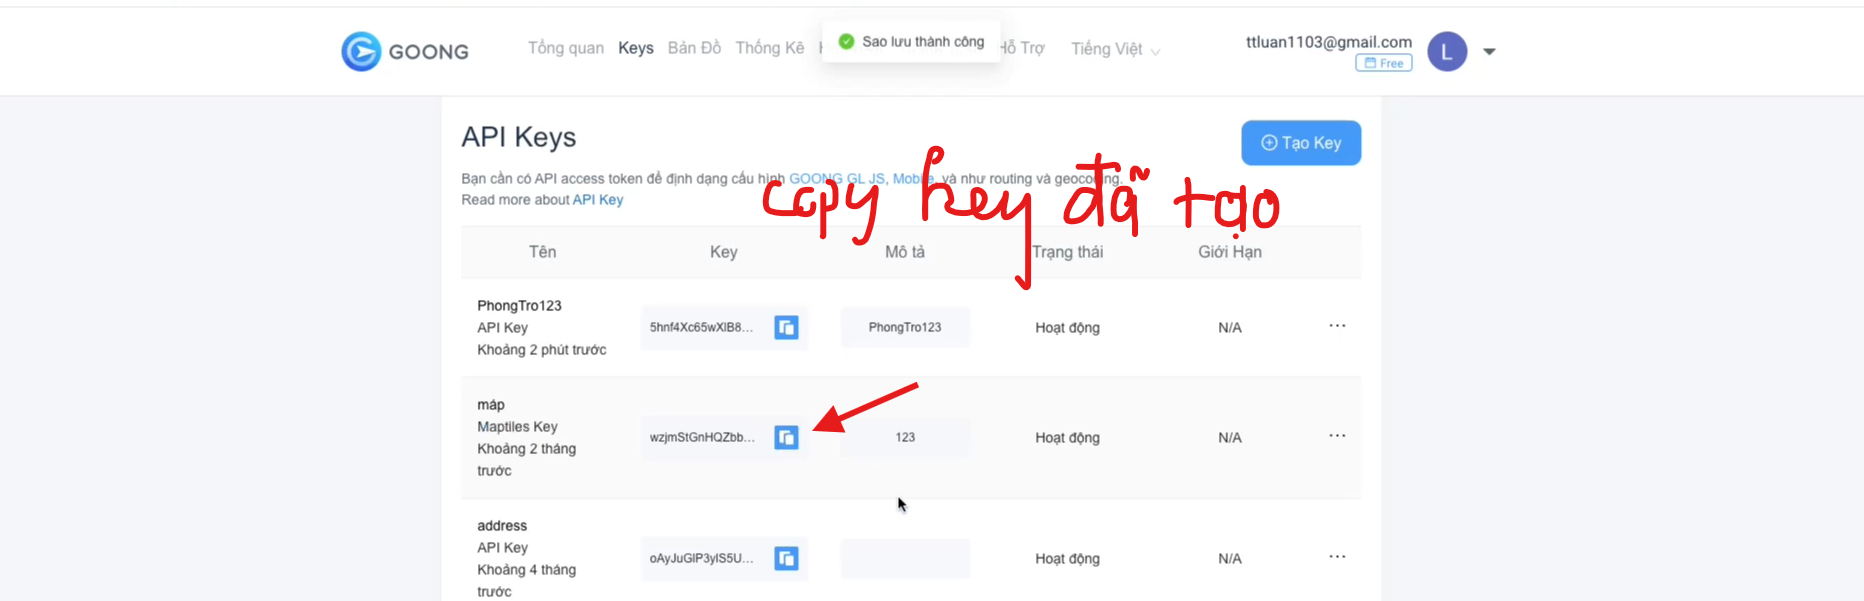 GOONG
Tổng quan Keys Bản Đồ Thống Kê
Sao lưu thành công
Hỗ Trợ Tiếng Việt
ttluan1103@gmail.com
Free
L
API Keys
Tạo Key
Bạn cần có API access token để định dạng cấu hình GOONG GL JS, Mobile, và như routing và geocoding.
Read more about API Key
copy key đã tạo
Tên Key Mô tả Trạng thái Giới Hạn
PhongTro123
API Key
Khoảng 2 phút trước
5hnf4Xc65wXlB8... PhongTro123 Hoạt động N/A ...
máp
Maptiles Key
Khoảng 2 tháng
trước
wzjmStGnHQZbb... 123 Hoạt động N/A ...
address
API Key
Khoảng 4 tháng
trước
oAyJuGlP3ylS5U... Hoạt động N/A ...